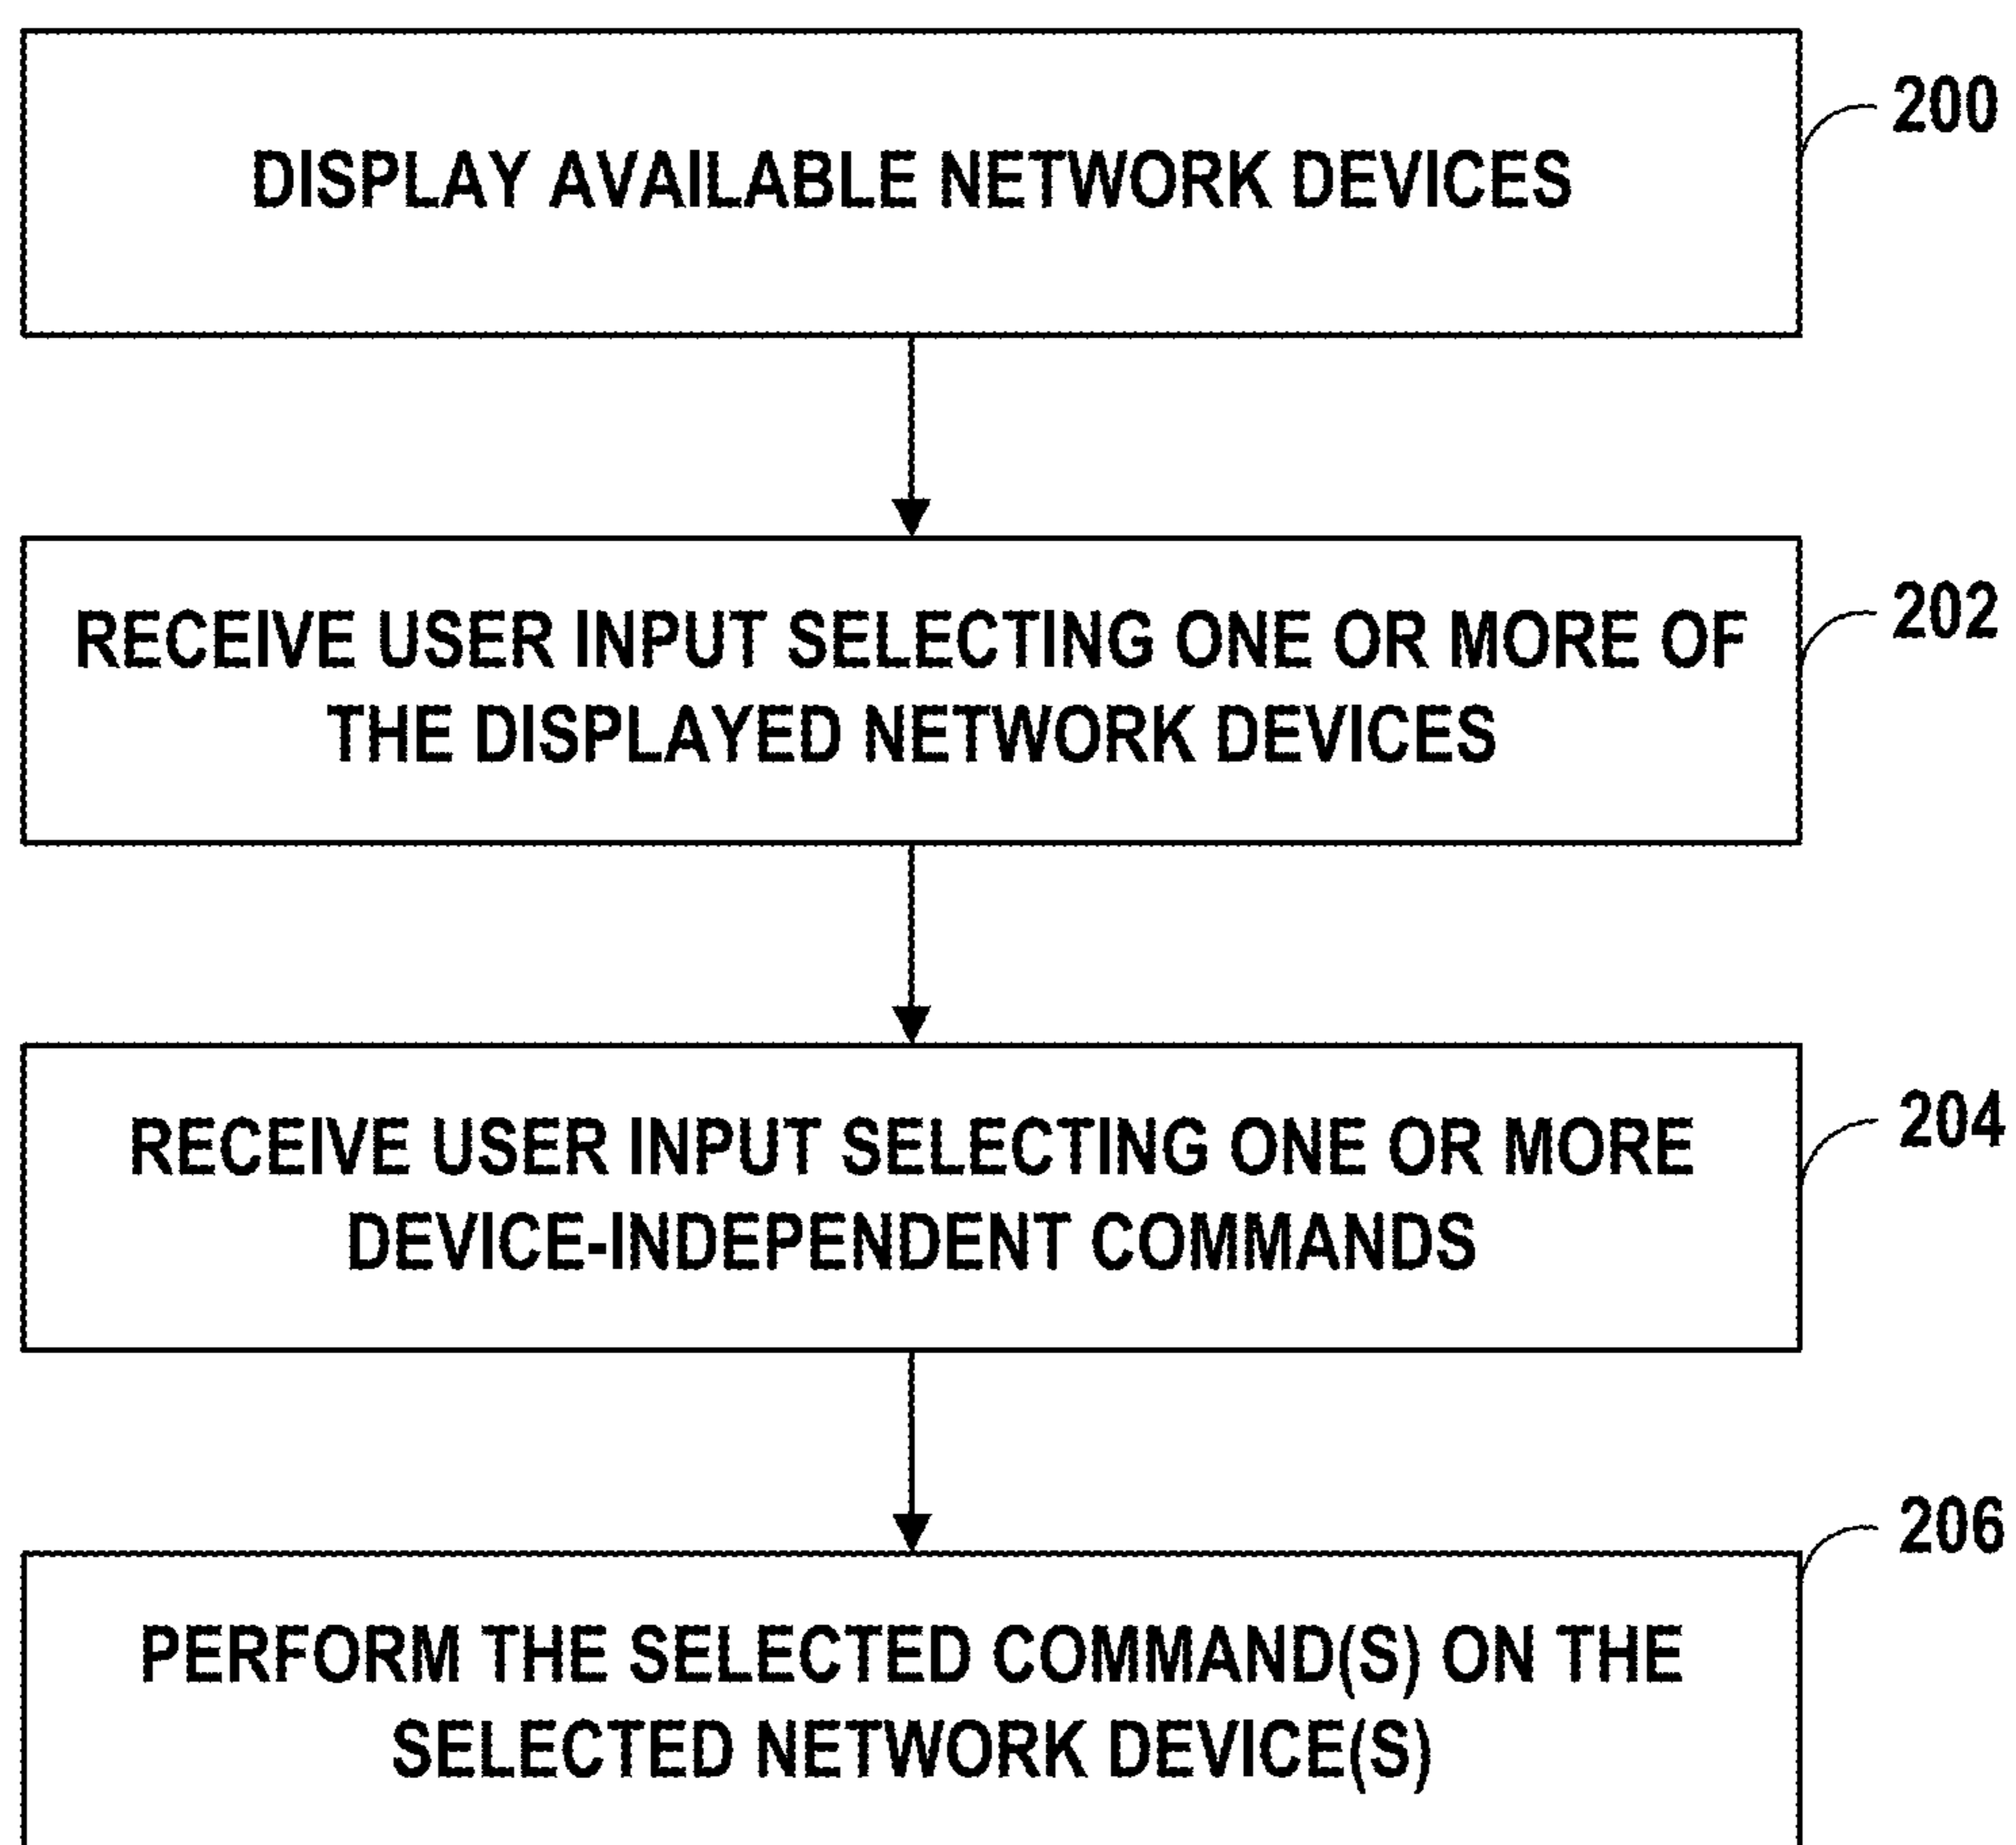 DISPLAY AVAILABLE NETWORK DEVICES
200
RECEIVE USER INPUT SELECTING ONE OR MORE OF
THE DISPLAYED NETWORK DEVICES
202
RECEIVE USER INPUT SELECTING ONE OR MORE
DEVICE-INDEPENDENT COMMANDS
204
PERFORM THE SELECTED COMMAND(S) ON THE
SELECTED NETWORK DEVICE(S)
206